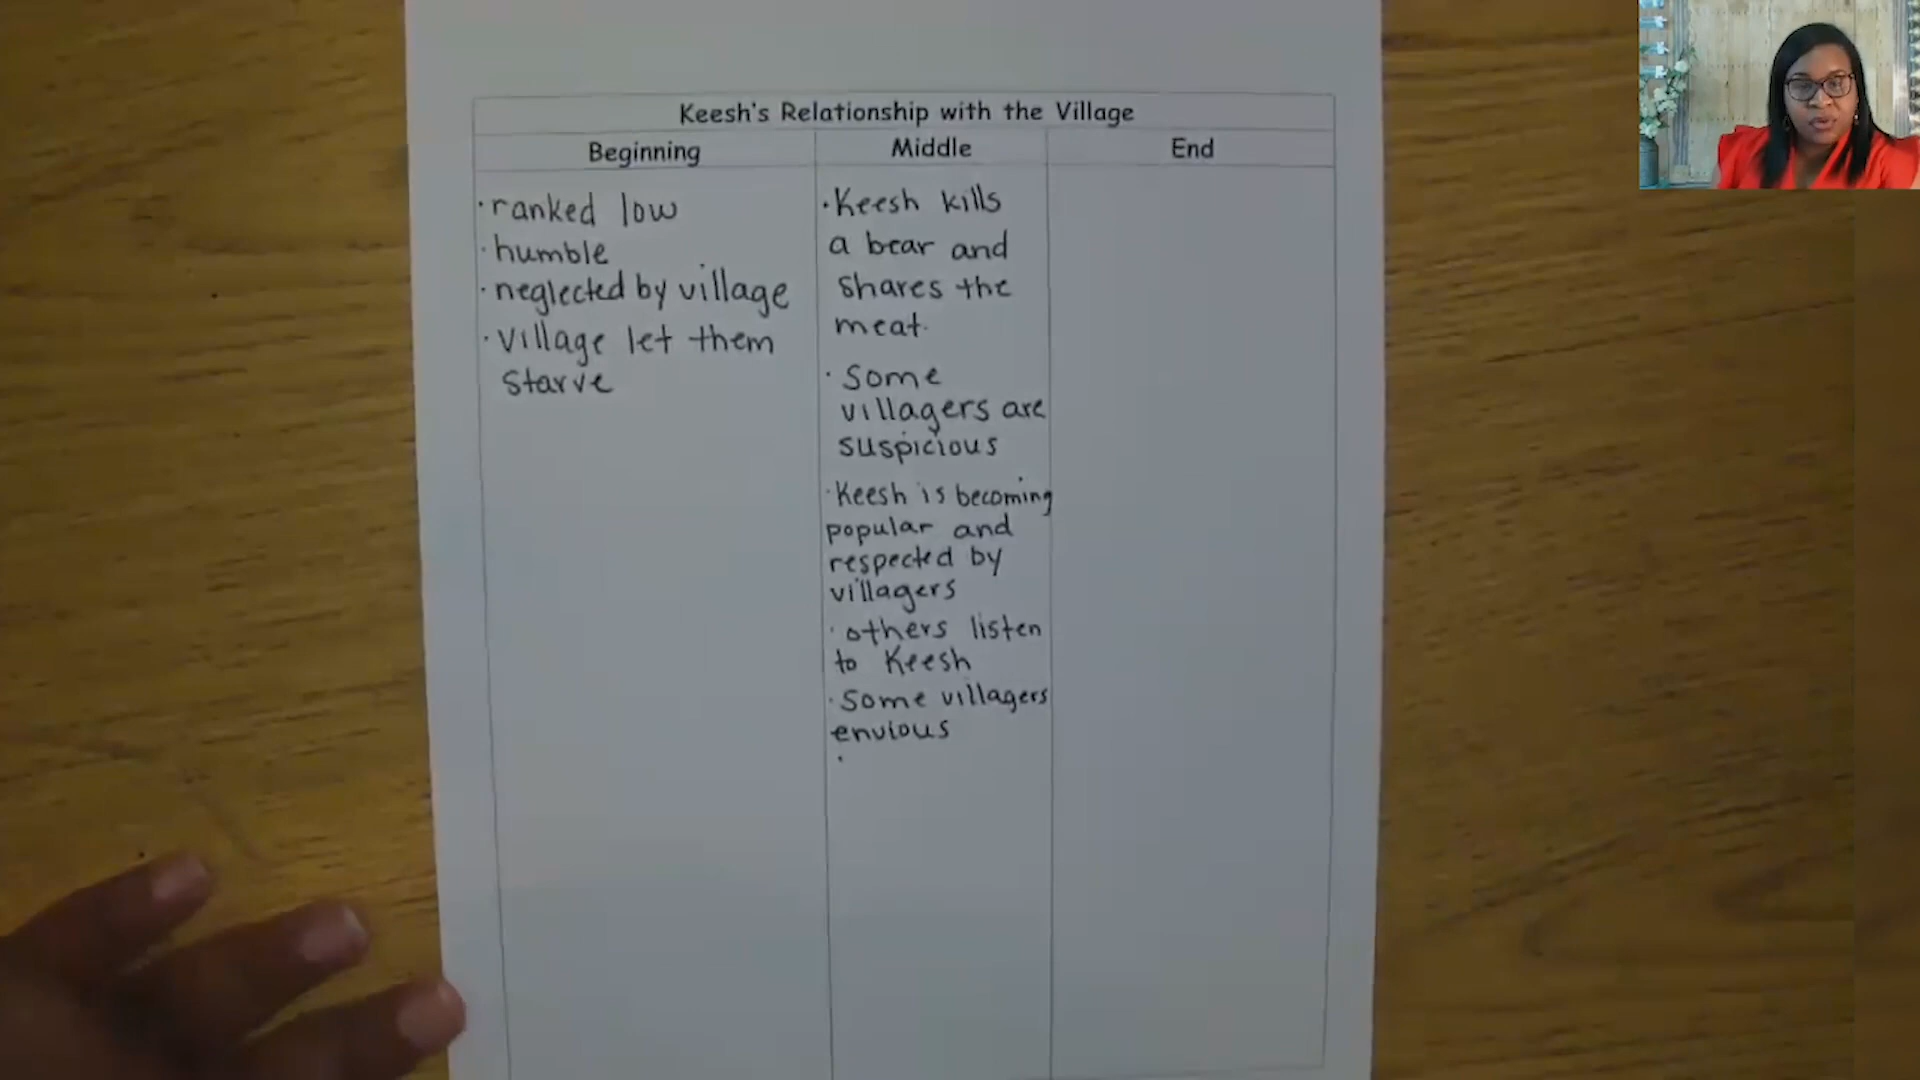 Keesh's Relationship with the Village
Beginning
Middle
End
·ranked low
·humble
·neglected by village
·village let them
starve
·Keesh kills
a bear and
shares the
meat.
·Some
villagers are
suspicious
·Keesh is becoming
popular and
respected by
villagers
·others listen
to Keesh
·Some villagers
envious
·